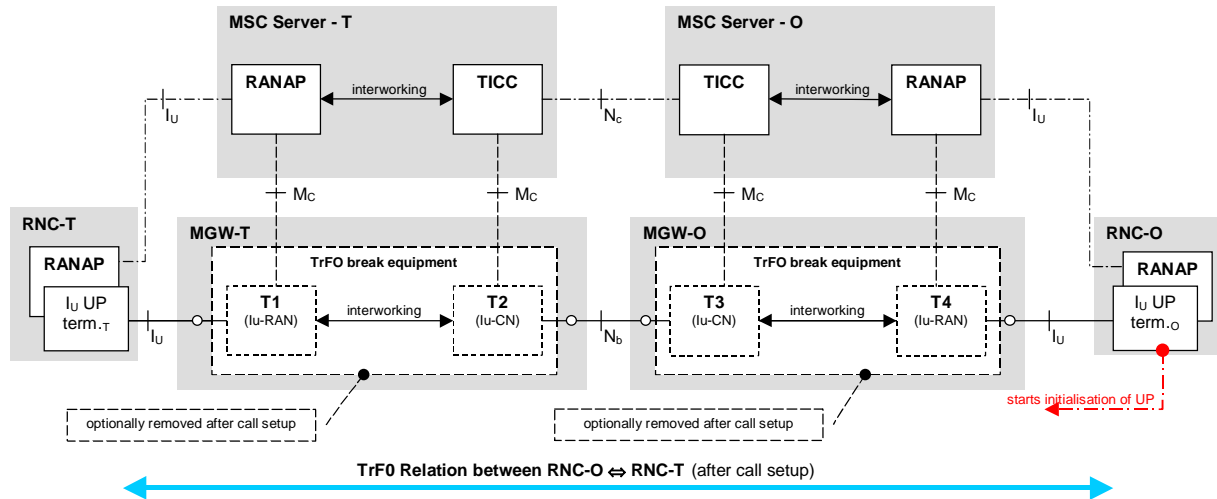 MSC Server - T
MSC Server - O
RANAP
interworking
TICC
TICC
interworking
RANAP
IU
NC
IU
MC
MC
MC
MC
RNC-T
MGW-T
MGW-O
RNC-O
RANAP
TrFO break equipment
TrFO break equipment
RANAP
IU UP
term.T
T1
(Iu-RAN)
interworking
T2
(Iu-CN)
T3
(Iu-CN)
interworking
T4
(Iu-RAN)
IU UP
term.O
IU
Nb
IU
starts initialisation of UP
optionally removed after call setup
optionally removed after call setup
TrF0 Relation between RNC-O ⇔ RNC-T (after call setup)